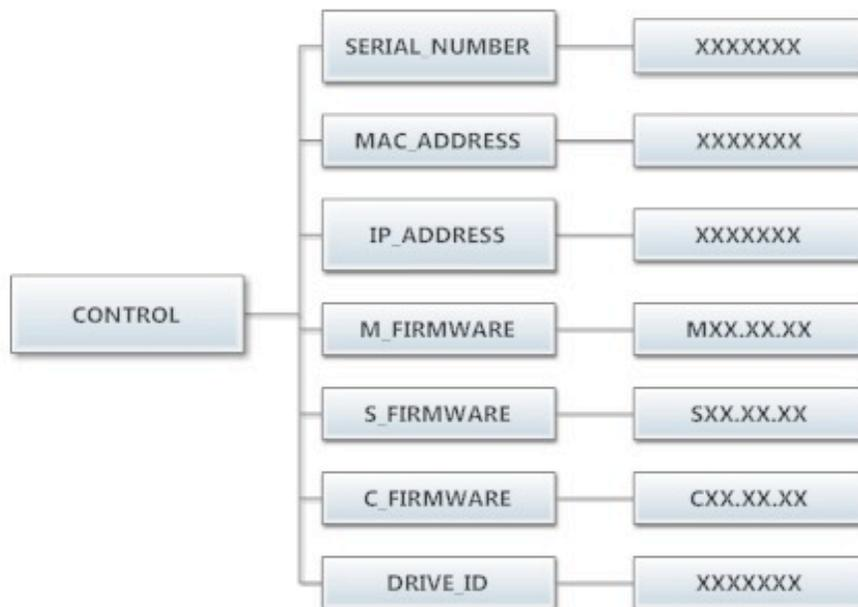 SERIAL_NUMBER XXXXXXX
MAC_ADDRESS XXXXXXX
IP_ADDRESS XXXXXXX
CONTROL
M_FIRMWARE MXX.XX.XX
S_FIRMWARE SXX.XX.XX
C_FIRMWARE CXX.XX.XX
DRIVE_ID XXXXXXX